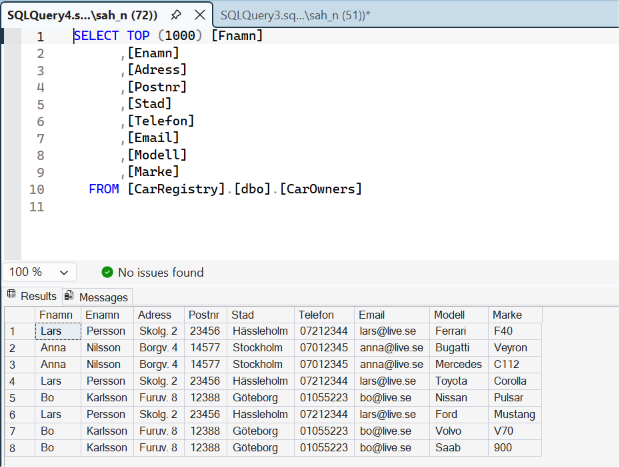 SQLQuery4.s...\sah_n (72)) SQLQuery3.sq...\sah_n (51))*
1 SELECT TOP (1000) [Fnamn]
2 ,[Enamn]
3 ,[Adress]
4 ,[Postnr]
5 ,[Stad]
6 ,[Telefon]
7 ,[Email]
8 ,[Modell]
9 ,[Marke]
10 FROM [CarRegistry].[dbo].[CarOwners]
11
100 % No issues found
Results Messages
Fnamn Enamn Adress Postnr Stad Telefon Email Modell Marke
1 Lars Persson Skolg. 2 23456 Hässleholm 07212344 lars@live.se Ferrari F40
2 Anna Nilsson Borgv. 4 14577 Stockholm 07012345 anna@live.se Bugatti Veyron
3 Anna Nilsson Borgv. 4 14577 Stockholm 07012345 anna@live.se Mercedes C112
4 Lars Persson Skolg. 2 23456 Hässleholm 07212344 lars@live.se Toyota Corolla
5 Bo Karlsson Furuv. 8 12388 Göteborg 01055223 bo@live.se Nissan Pulsar
6 Lars Persson Skolg. 2 23456 Hässleholm 07212344 lars@live.se Ford Mustang
7 Bo Karlsson Furuv. 8 12388 Göteborg 01055223 bo@live.se Volvo V70
8 Bo Karlsson Furuv. 8 12388 Göteborg 01055223 bo@live.se Saab 900